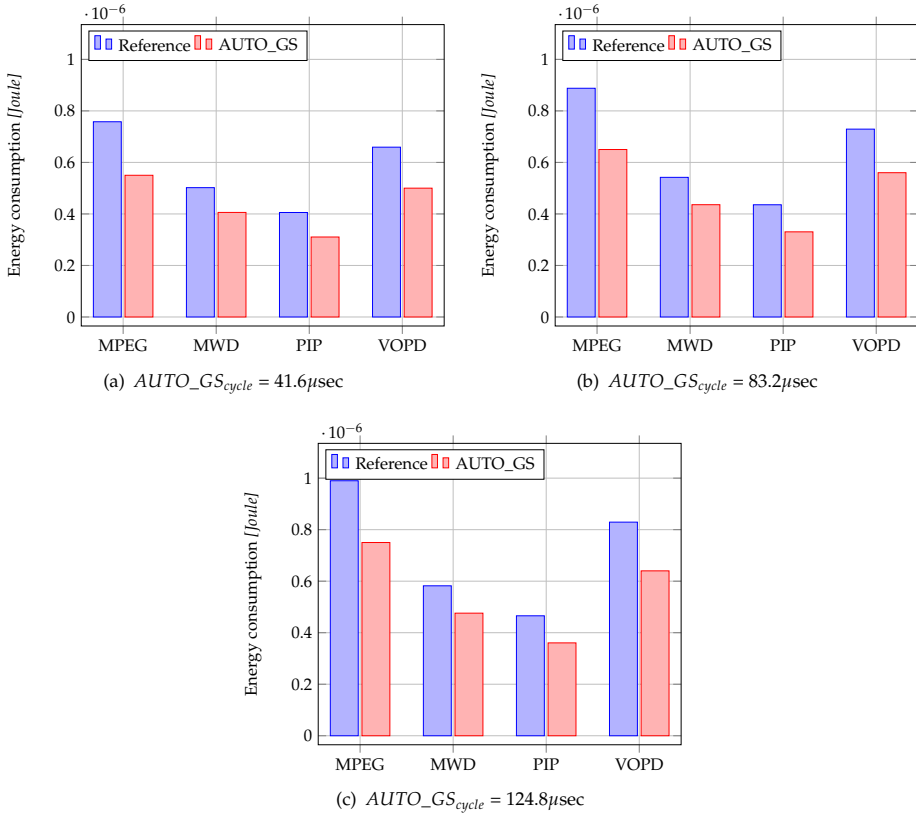 ·10−6
Reference AUTO_GS
Energy consumption [Joule]
1
0.8
0.6
0.4
0.2
0
MPEG MWD PIP VOPD
(a) AUTO_GScycle = 41.6μsec
·10−6
Reference AUTO_GS
Energy consumption [Joule]
1
0.8
0.6
0.4
0.2
0
MPEG MWD PIP VOPD
(b) AUTO_GScycle = 83.2μsec
·10−6
Reference AUTO_GS
Energy consumption [Joule]
1
0.8
0.6
0.4
0.2
0
MPEG MWD PIP VOPD
(c) AUTO_GScycle = 124.8μsec